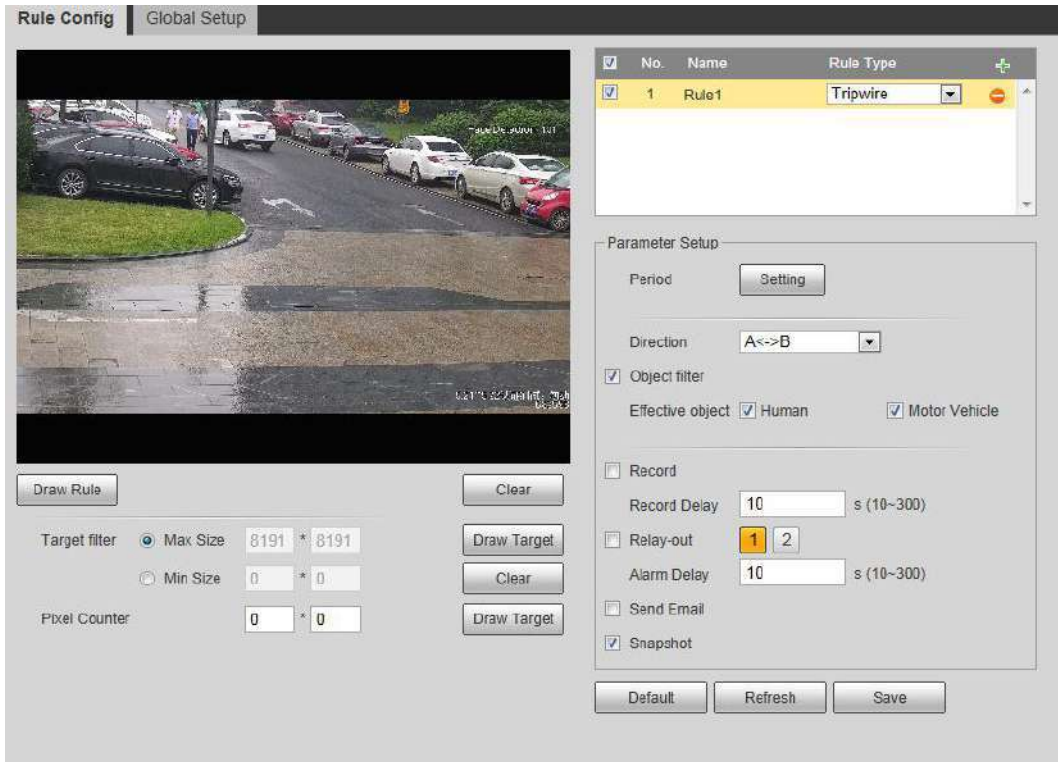 Rule Config Global Setup
No. Name Rule Type
1 Rule1 Tripwire
Parameter Setup
Period Setting
Direction A<->B
Object filter
Effective object Human Motor Vehicle
Record
Record Delay 10 s (10~300)
Relay-out 1 2
Alarm Delay 10 s (10~300)
Send Email
Snapshot
Default Refresh Save
Draw Rule Clear
Target filter Max Size 8191 * 8191 Draw Target
Min Size 0 * 0 Clear
Pixel Counter 0 * 0 Draw Target